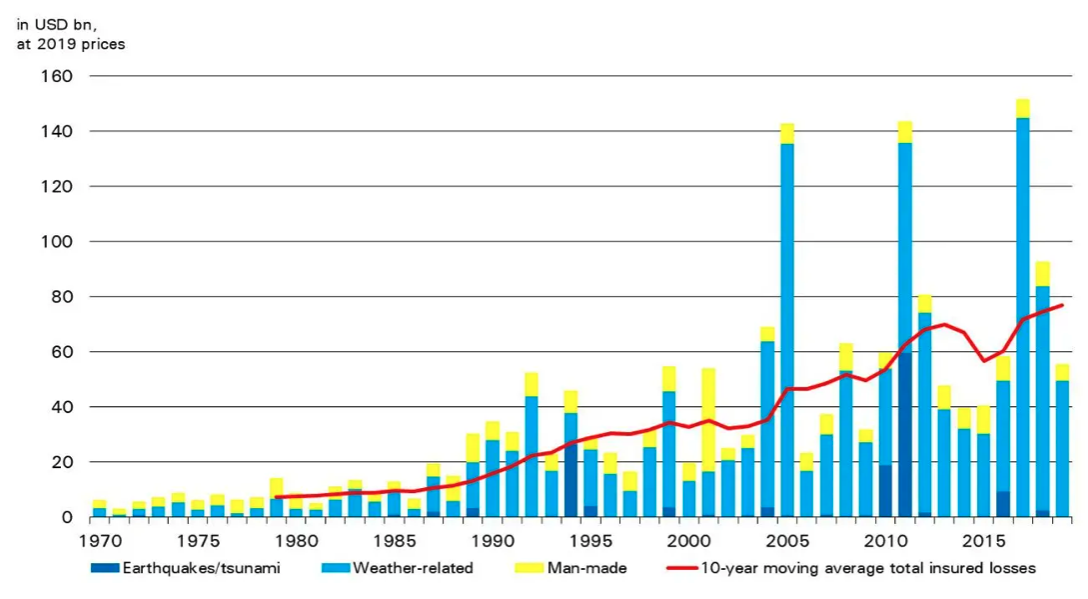 in USD bn,
at 2019 prices
160
140
120
100
80
60
40
20
0
1970 1975 1980 1985 1990 1995 2000 2005 2010 2015
Earthquakes/tsunami Weather-related Man-made 10-year moving average total insured losses